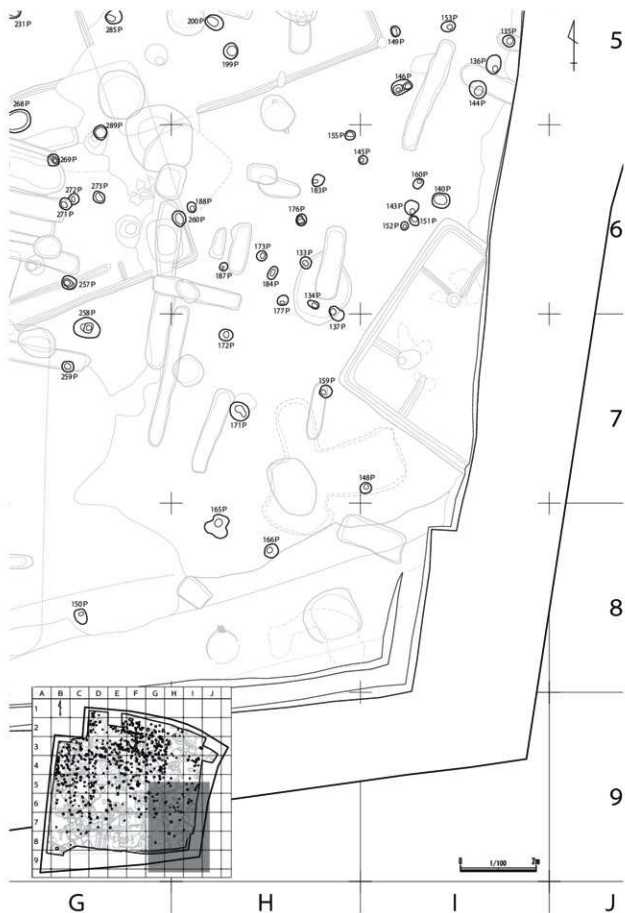 231P
285P
200P
153P
149P
135P
5
199P
136P
146P
144P
268P
289P
155P
145P
269P
183P
160P
272P
273P
140P
271P
188P
143P
260P
176P
152P
151P
6
173P
133P
187P
184P
257P
134P
177P
137P
258P
172P
259P
159P
7
171P
148P
165P
166P
150P
8
A B C D E F G H I J
1
2
3
4
5
6
7
8
9
9
0 1/100 2m
G H I J